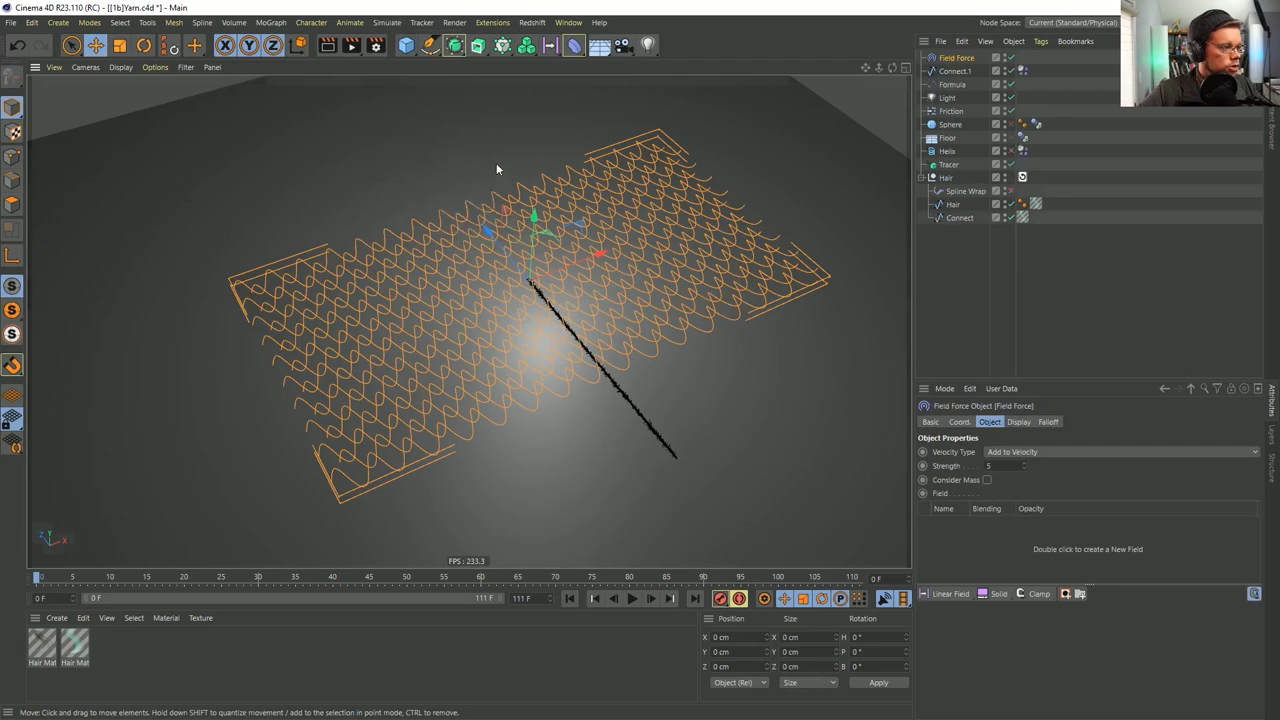 Cinema 4D R23.110 (RC) - [[1b]Yarn.c4d *] - Main
File Edit Create Modes Select Tools Mesh Spline Volume MoGraph Character Animate Simulate Tracker Render Extensions Redshift Window Help
Node Space: Current (Standard/Physical)
File Edit View Object Tags Bookmarks
View Cameras Display Options Filter Panel
Field Force
Connect.1
Formula
Light
Friction
Sphere
Floor
Helix
Tracer
Hair
Spline Wrap
Hair
Connect
Mode Edit User Data
Field Force Object [Field Force]
Basic Coord. Object Display Falloff
Object Properties
Velocity Type Add to Velocity
Strength 5
Consider Mass
Field
Name Blending Opacity
Double click to create a New Field
Linear Field Solid Clamp
Attributes
Layers
Structure
FPS : 233.3
0 5 10 15 20 25 30 35 40 45 50 55 60 65 70 75 80 85 90 95 100 105 110 0 F
0 F 0 F 111 F 111 F
Create Edit View Select Material Texture
Hair Mat Hair Mat
Position Size Rotation
X 0 cm X 0 cm H 0 °
Y 0 cm Y 0 cm P 0 °
Z 0 cm Z 0 cm B 0 °
Object (Rel) Size Apply
Move: Click and drag to move elements. Hold down SHIFT to quantize movement / add to the selection in point mode, CTRL to remove.